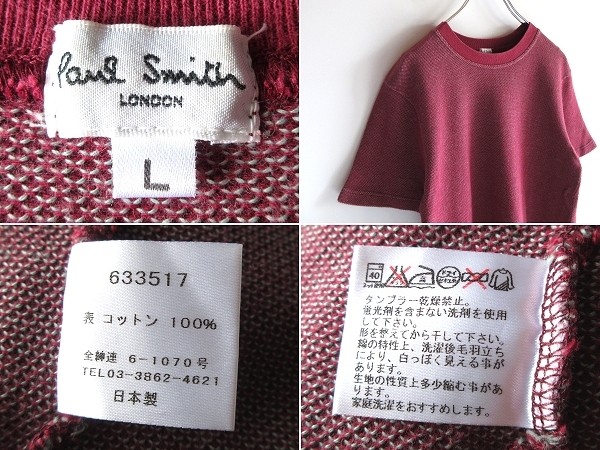 Paul Smith
LONDON
L
633517
表 コットン 100%
全紳連 6-1070号
TEL03-3862-4621
日本製
40
タンブラー乾燥禁止。
蛍光剤を含まない洗剤を使用
して下さい。
形を整えてから干して下さい。
綿の特性上、洗濯後毛羽立ち
により、白っぽく見える事が
あります。
生地の性質上多少縮む事があ
ります。
家庭洗濯をおすすめします。